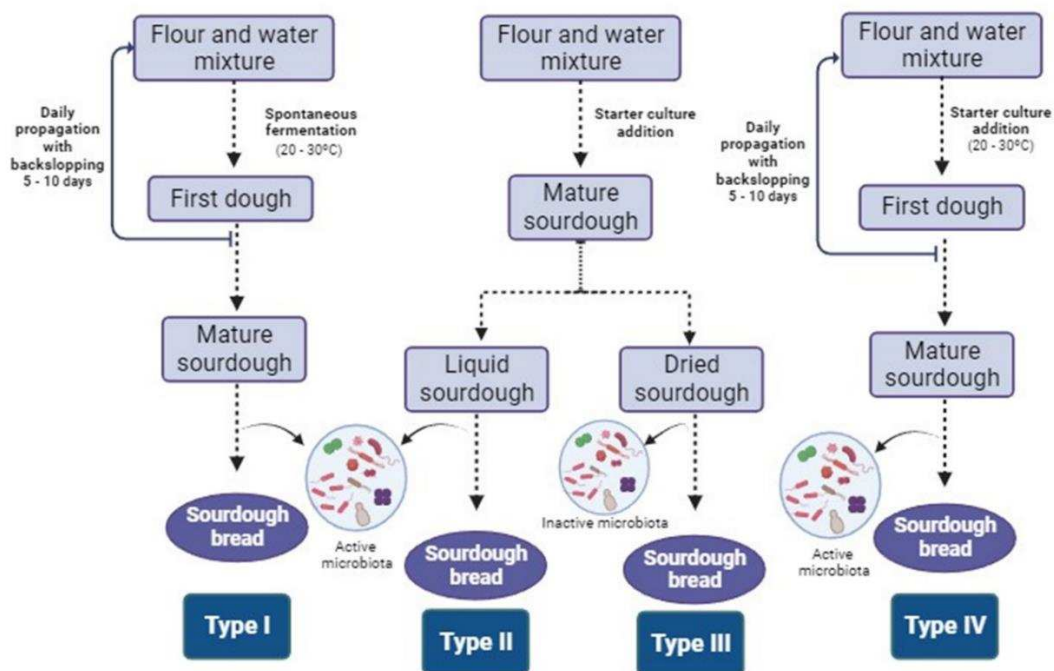 Flour and water
mixture
Daily
propagation
with
backslopping
5 - 10 days
Spontaneous
fermentation
(20 - 30ºC)
First dough
Mature
sourdough
Sourdough
bread
Active
microbiota
Type I
Flour and water
mixture
Starter culture
addition
Mature
sourdough
Liquid
sourdough
Sourdough
bread
Type II
Dried
sourdough
Inactive microbiota
Sourdough
bread
Type III
Flour and water
mixture
Daily
propagation
with
backslopping
5 - 10 days
Starter culture
addition
(20 - 30ºC)
First dough
Mature
sourdough
Active
microbiota
Sourdough
bread
Type IV